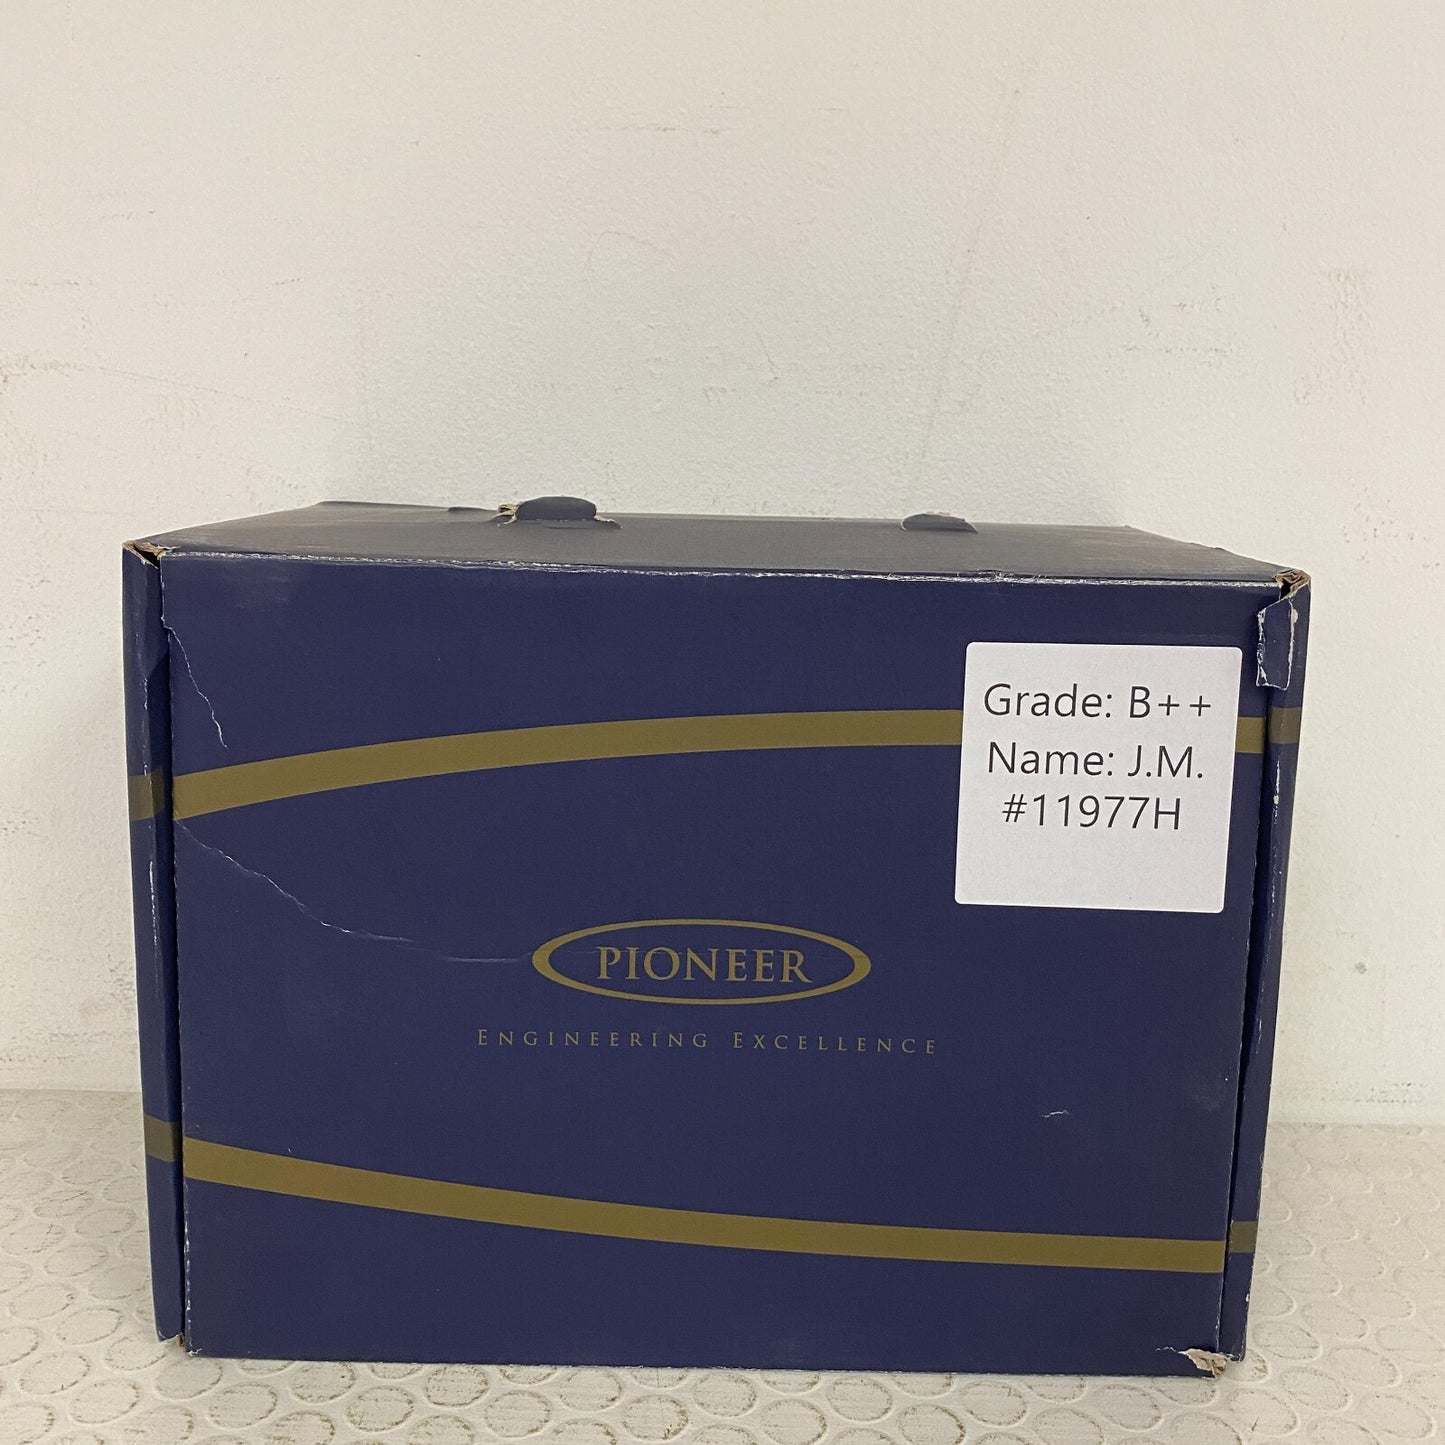 Grade: B++
Name: J.M.
#11977H
PIONEER
ENGINEERING EXCELLENCE